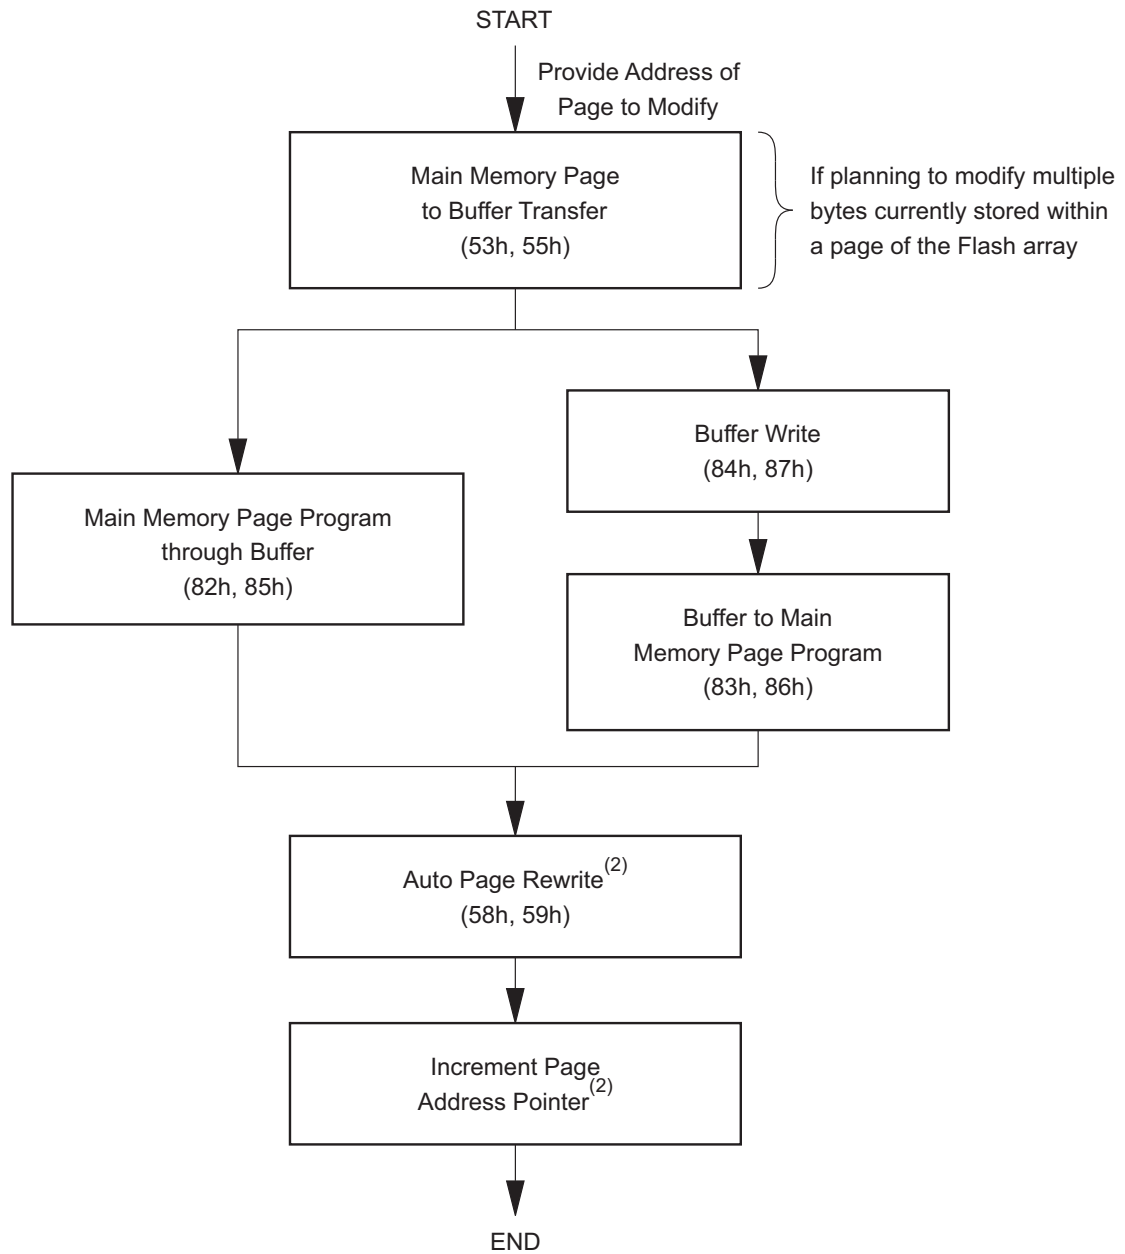 START
Provide Address of
Page to Modify
Main Memory Page
to Buffer Transfer
(53h, 55h)
If planning to modify multiple
bytes currently stored within
a page of the Flash array
Buffer Write
(84h, 87h)
Main Memory Page Program
through Buffer
(82h, 85h)
Buffer to Main
Memory Page Program
(83h, 86h)
Auto Page Rewrite(2)
(58h, 59h)
Increment Page
Address Pointer(2)
END